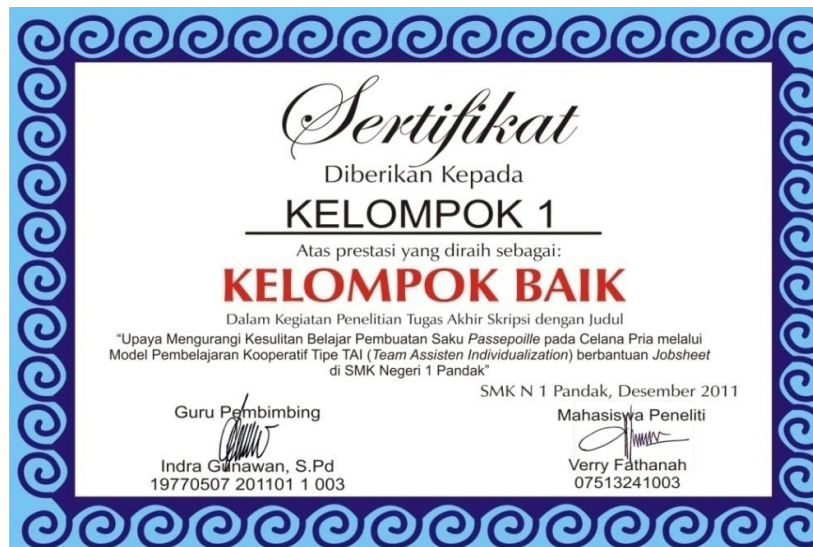 Sertifikat
Diberikan Kepada
KELOMPOK 1
Atas prestasi yang diraih sebagai:
KELOMPOK BAIK
Dalam Kegiatan Penelitian Tugas Akhir Skripsi dengan Judul
"Upaya Mengurangi Kesulitan Belajar Pembuatan Saku Passepoille pada Celana Pria melalui
Model Pembelajaran Kooperatif Tipe TAI (Team Assisten Individualization) berbantuan Jobsheet
di SMK Negeri 1 Pandak"
SMK N 1 Pandak, Desember 2011
Guru Pembimbing
Indra Gunawan, S.Pd
19770507 201101 1 003
Mahasiswa Peneliti
Verry Fathanah
07513241003